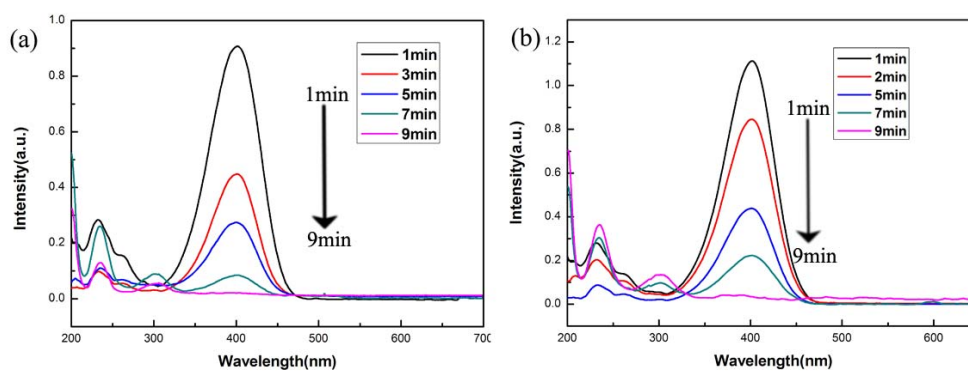 (a)
1.0
0.8
0.6
0.4
0.2
0.0
Intensity(a.u.)
1min
3min
5min
7min
9min
1min
9min
200 300 400 500 600 700
Wavelength(nm)
(b)
1.2
1.0
0.8
0.6
0.4
0.2
0.0
Intensity(a.u.)
1min
2min
5min
7min
9min
1min
9min
200 300 400 500 600
Wavelength(nm)